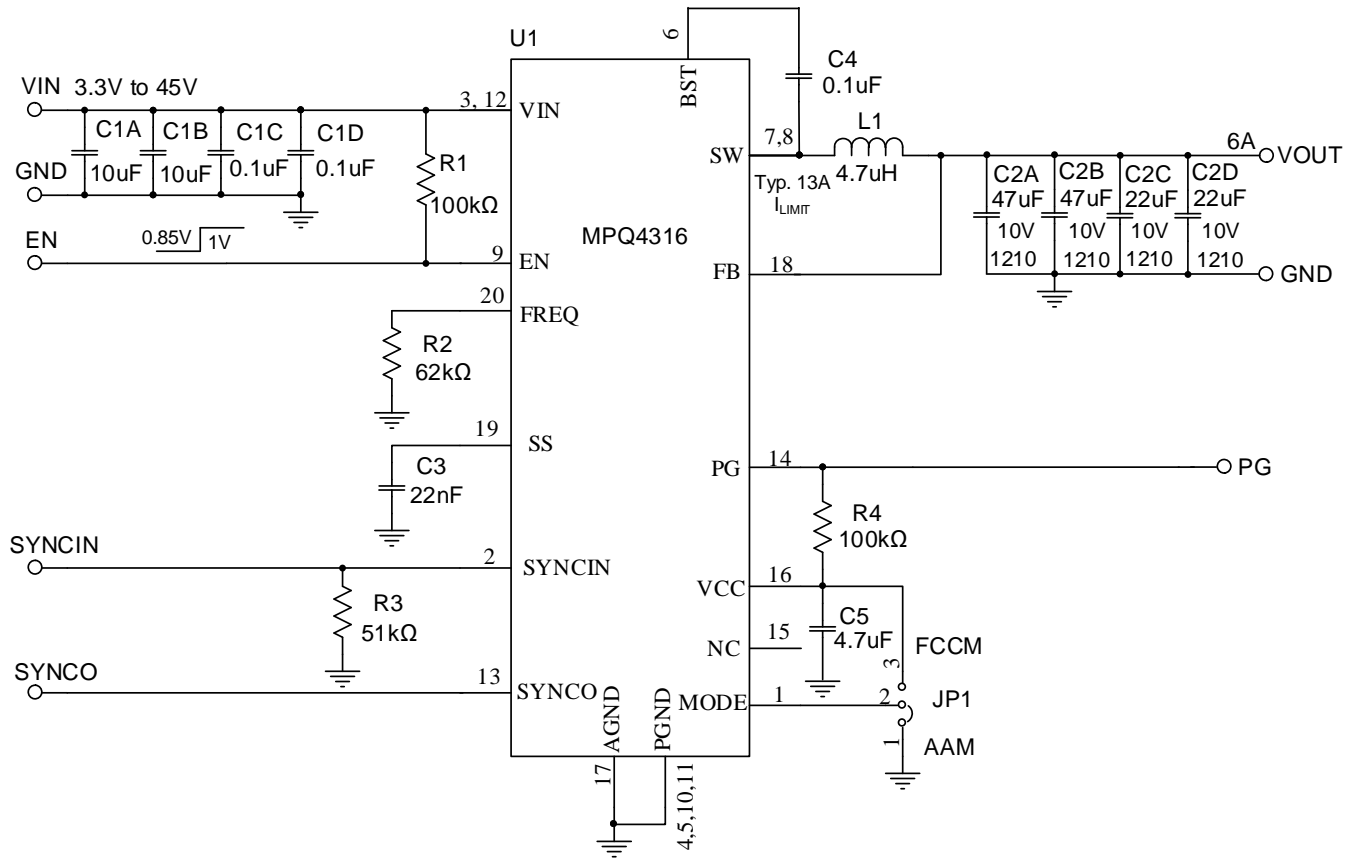 U1
VIN 3.3V to 45V
C1A
10uF
C1B
10uF
C1C
0.1uF
C1D
0.1uF
GND
R1
100kΩ
EN
0.85V
1V
3, 12
VIN
9
EN
20
FREQ
R2
62kΩ
19
SS
C3
22nF
SYNCIN
2
SYNCIN
R3
51kΩ
SYNCO
13
SYNCO
MPQ4316
6
BST
C4
0.1uF
SW
7,8
L1
4.7uH
Typ. 13A
ILIMIT
6A
VOUT
C2A
47uF
10V
1210
C2B
47uF
10V
1210
C2C
22uF
10V
1210
C2D
22uF
10V
1210
GND
FB
18
PG
14
PG
R4
100kΩ
VCC
16
C5
4.7uF
NC
15
FCCM
3
MODE
1
2
JP1
1
AAM
AGND
17
PGND
4,5,10,11